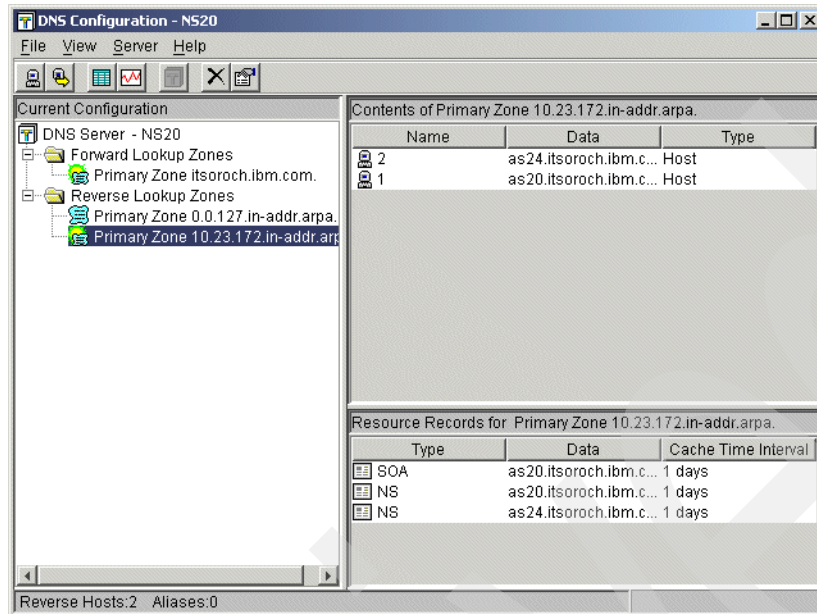 DNS Configuration - NS20
File View Server Help
Current Configuration
DNS Server - NS20
Forward Lookup Zones
Primary Zone itsoroch.ibm.com.
Reverse Lookup Zones
Primary Zone 0.0.127.in-addr.arpa.
Primary Zone 10.23.172.in-addr.arp
Contents of Primary Zone 10.23.172.in-addr.arpa.
Name Data Type
2 as24.itsoroch.ibm.c... Host
1 as20.itsoroch.ibm.c... Host
Resource Records for Primary Zone 10.23.172.in-addr.arpa.
Type Data Cache Time Interval
SOA as20.itsoroch.ibm.c... 1 days
NS as20.itsoroch.ibm.c... 1 days
NS as24.itsoroch.ibm.c... 1 days
Reverse Hosts:2 Aliases:0